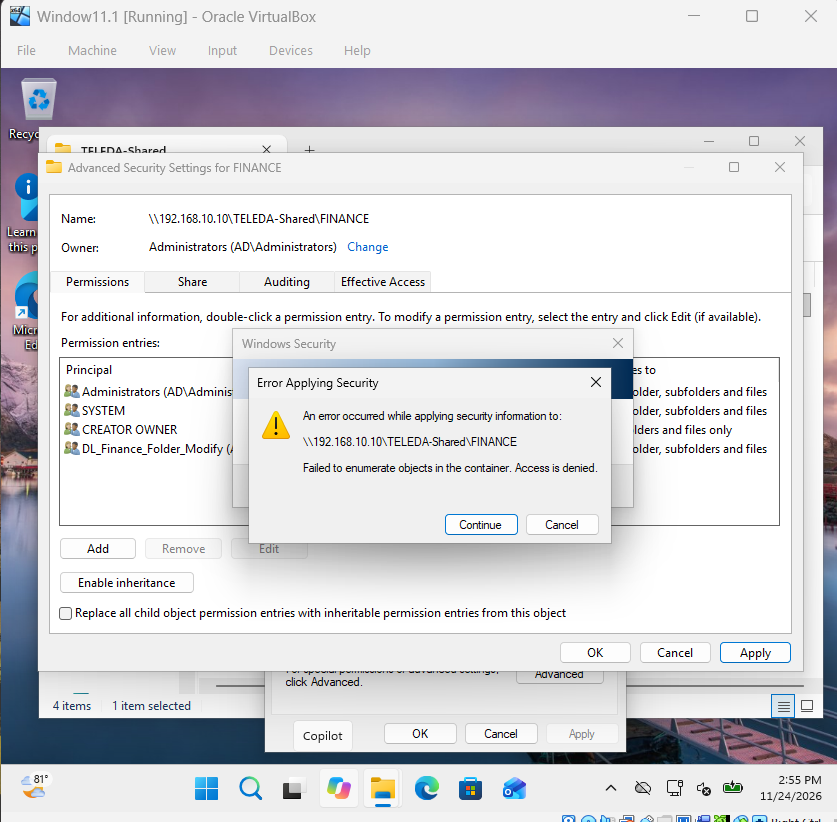 Window11.1 [Running] - Oracle VirtualBox
File Machine View Input Devices Help
Recyc
TELEDA-Shared
Advanced Security Settings for FINANCE
Name: \\192.168.10.10\TELEDA-Shared\FINANCE
Owner: Administrators (AD\Administrators) Change
Learn
this p
Permissions Share Auditing Effective Access
For additional information, double-click a permission entry. To modify a permission entry, select the entry and click Edit (if available).
Micro
Ed
Permission entries:
Windows Security
Principal
es to
Administrators (AD\Adminis
older, subfolders and files
SYSTEM
older, subfolders and files
CREATOR OWNER
lders and files only
DL_Finance_Folder_Modify (A
older, subfolders and files
Error Applying Security
An error occurred while applying security information to:
\\192.168.10.10\TELEDA-Shared\FINANCE
Failed to enumerate objects in the container. Access is denied.
Continue Cancel
Add Remove Edit
Enable inheritance
Replace all child object permission entries with inheritable permission entries from this object
OK Cancel Apply
For special permissions or advanced settings,
click Advanced.
Advanced
4 items 1 item selected
Copilot
OK Cancel Apply
81°
2:55 PM
11/24/2026
Right Ctrl